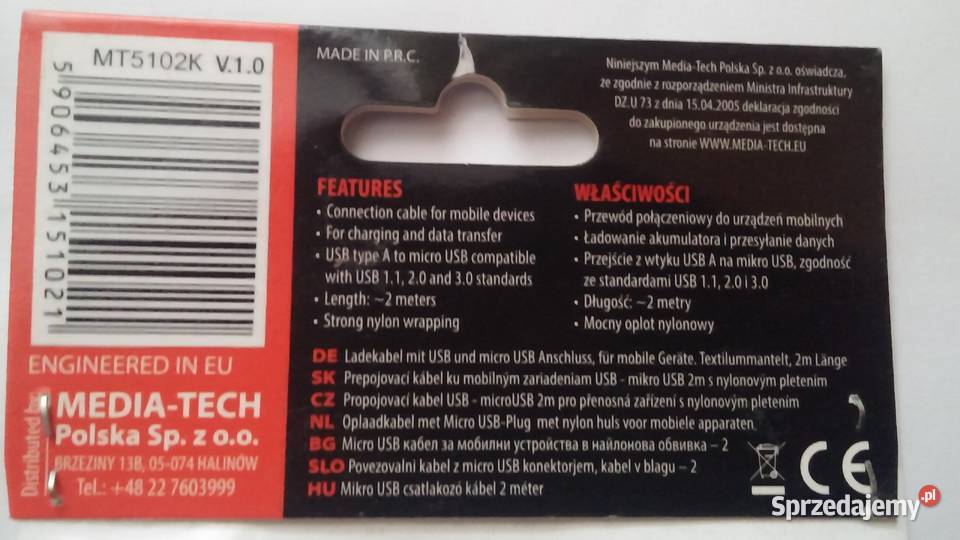 MT5102K V.1.0
5906453151021
ENGINEERED IN EU
Distributed by:
MEDIA-TECH
Polska Sp. z o.o.
BRZEZINY 13B, 05-074 HALINÓW
Tel.: +48 22 7603999
MADE IN P.R.C.
Niniejszym Media-Tech Polska Sp. z o.o. oświadcza,
że zgodnie z rozporządzeniem Ministra Infrastruktury
DZ.U 73 z dnia 15.04.2005 deklaracja zgodności
do zakupionego urządzenia jest dostępna
na stronie WWW.MEDIA-TECH.EU
FEATURES
• Connection cable for mobile devices
• For charging and data transfer
• USB type A to micro USB compatible
with USB 1.1, 2.0 and 3.0 standards
• Length: ~2 meters
• Strong nylon wrapping
WŁAŚCIWOŚCI
• Przewód połączeniowy do urządzeń mobilnych
• Ładowanie akumulatora i przesyłanie danych
• Przejście z wtyku USB A na mikro USB, zgodność
ze standardami USB 1.1, 2.0 i 3.0
• Długość: ~2 metry
• Mocny oplot nylonowy
DE Ladekabel mit USB und micro USB Anschluss, für mobile Geräte. Textilummantelt, 2m Länge
SK Prepojovací kábel ku mobilným zariadeniam USB - mikro USB 2m s nylonovým pletením
CZ Propojovací kabel USB - microUSB 2m pro přenosná zařízení s nylonovým pletením
NL Oplaadkabel met Micro USB-Plug met nylon huls voor mobiele apparaten
BG Micro USB кабел за мобилни устройства в найлонова обвивка – 2
SLO Povezovalni kabel z micro USB konektorjem, kabel v blagu – 2
HU Mikro USB csatlakozó kábel 2 méter
CE
Sprzedajemy.pl